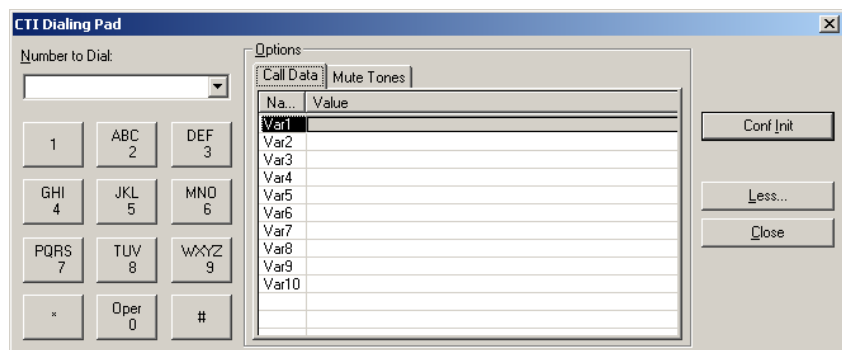 CTI Dialing Pad
Number to Dial:
1
ABC
2
DEF
3
GHI
4
JKL
5
MNO
6
PQRS
7
TUV
8
WXYZ
9
*
Oper
0
#
Options
Call Data
Mute Tones
Na... Value
Var1
Var2
Var3
Var4
Var5
Var6
Var7
Var8
Var9
Var10
Conf Init
Less...
Close